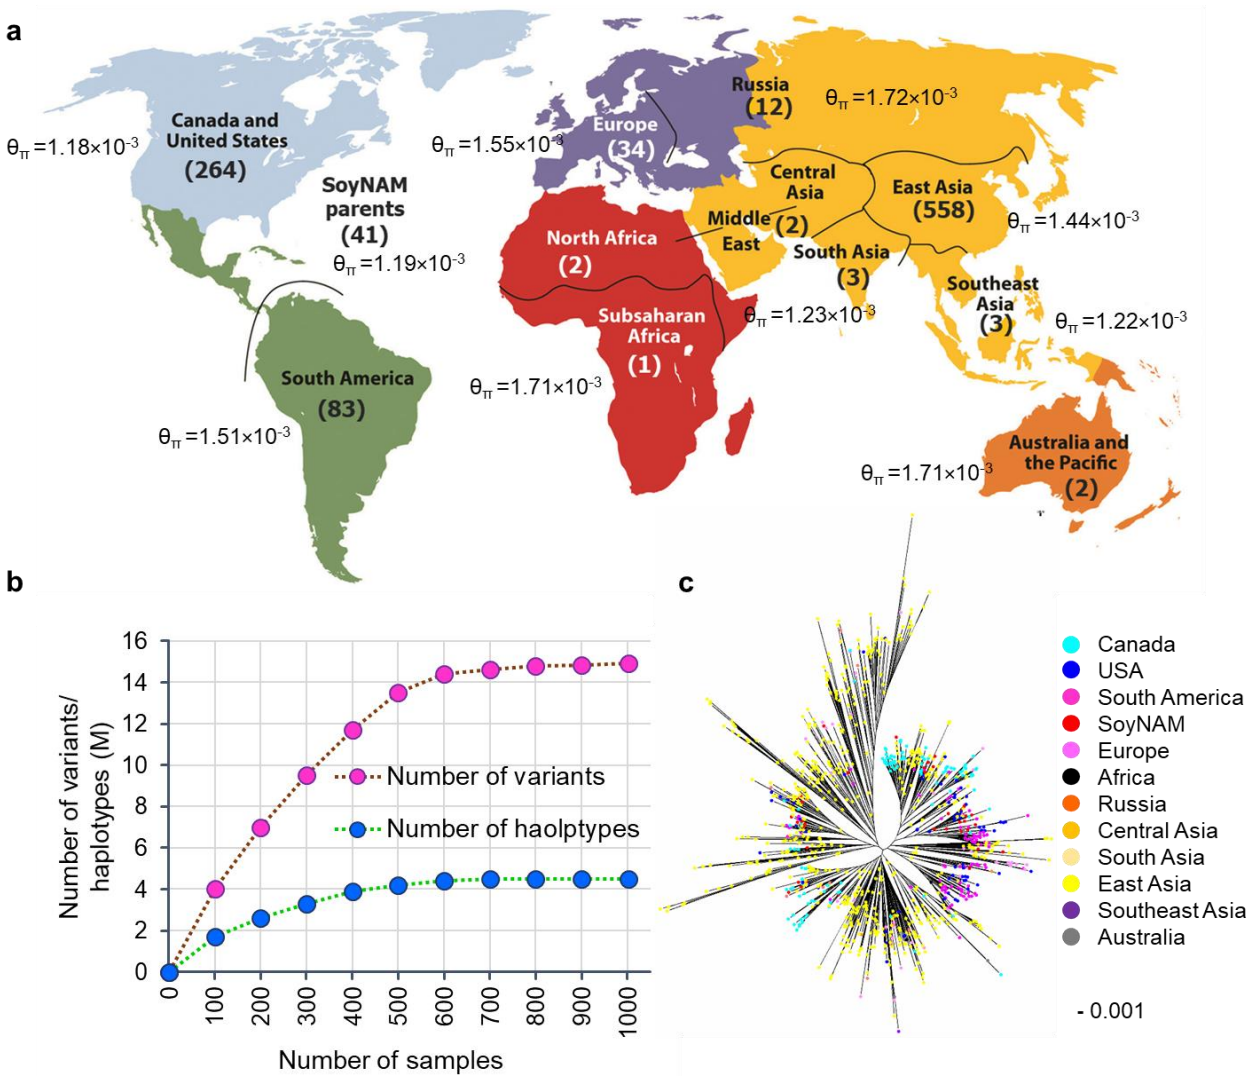 a
Canada and
United States
(264)
θπ =1.18×10-3
SoyNAM
parents
(41)
θπ =1.19×10-3
South America
(83)
θπ =1.51×10-3
Europe
(34)
θπ =1.55×10-3
Russia
(12)
θπ =1.72×10-3
North Africa
(2)
Subsaharan
Africa
(1)
θπ =1.71×10-3
Central
Asia
Middle (2)
East
East Asia
(558)
θπ =1.44×10-3
South Asia
(3)
θπ =1.23×10-3
Southeast
Asia
(3)
θπ =1.22×10-3
Australia and
the Pacific
(2)
θπ =1.71×10-3
b
Number of variants/
haplotypes (M)
16
14
12
10
8
6
4
2
0
Number of variants
Number of haolptypes
0 100 200 300 400 500 600 700 800 900 1000
Number of samples
c
Canada
USA
South America
SoyNAM
Europe
Africa
Russia
Central Asia
South Asia
East Asia
Southeast Asia
Australia
- 0.001